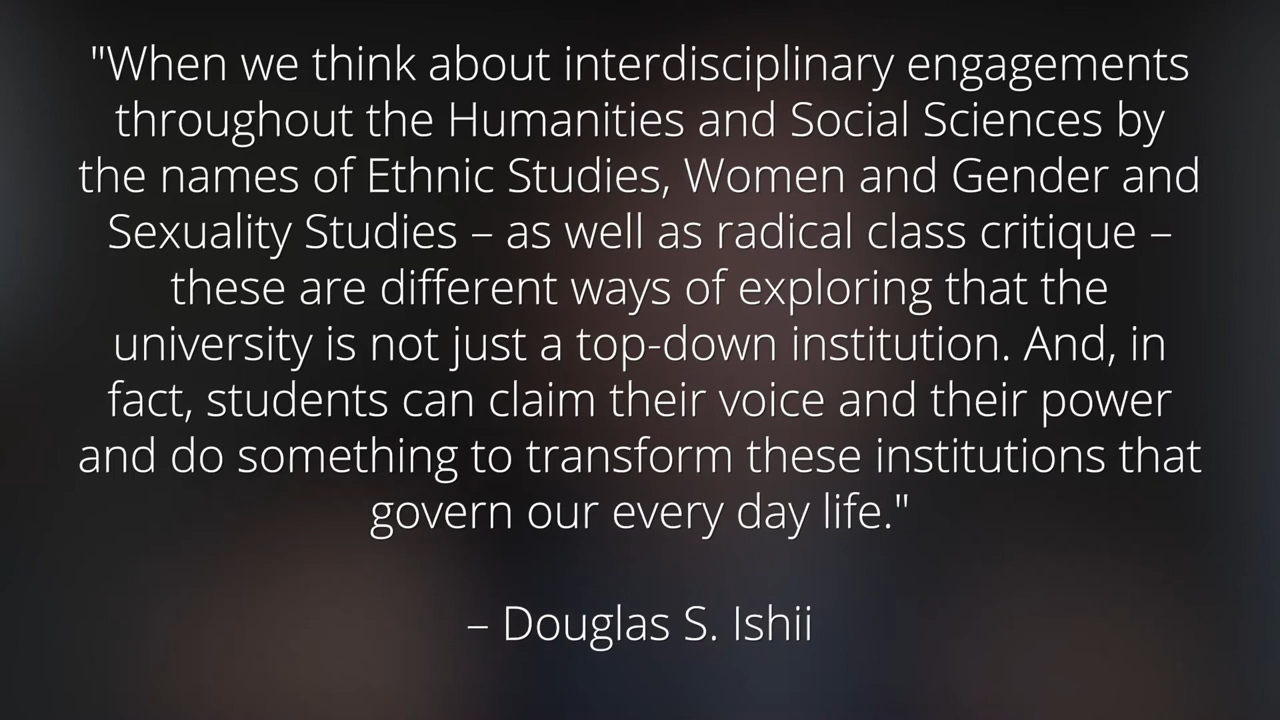 "When we think about interdisciplinary engagements
throughout the Humanities and Social Sciences by
the names of Ethnic Studies, Women and Gender and
Sexuality Studies – as well as radical class critique –
these are different ways of exploring that the
university is not just a top-down institution. And, in
fact, students can claim their voice and their power
and do something to transform these institutions that
govern our every day life."
– Douglas S. Ishii